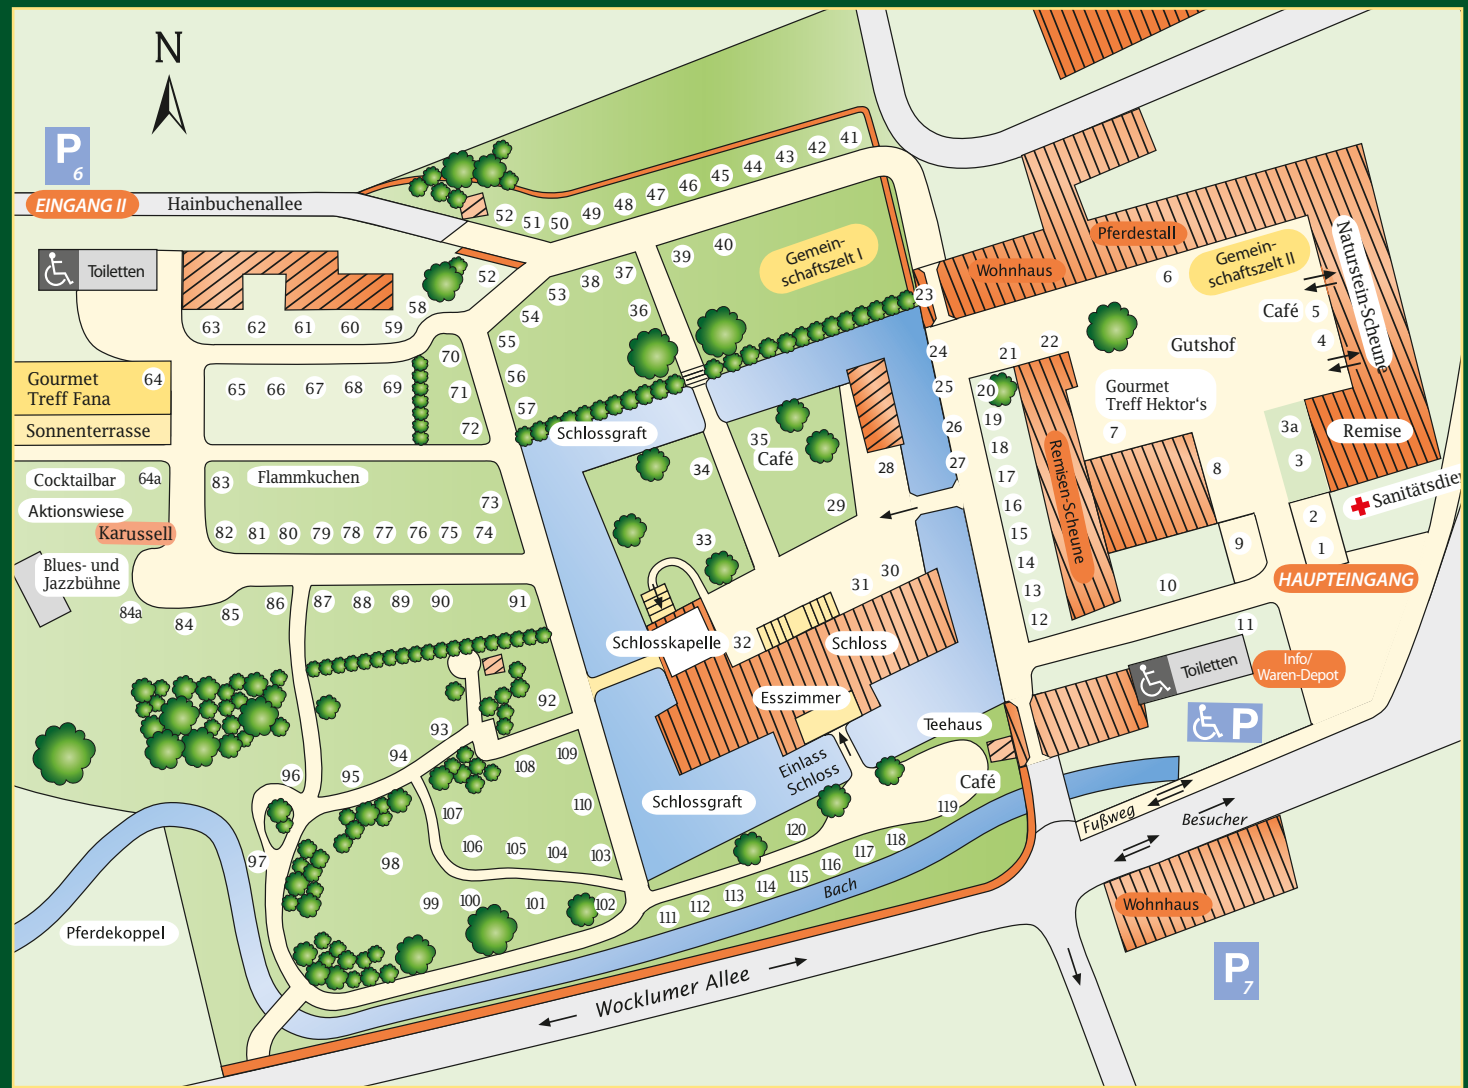 N
P
6
EINGANG II
Hainbuchenallee
Toiletten
41
42
43
44
45
46
47
48
49
50
51
52
52
53
38
37
39
40
36
54
55
56
57
58
59
60
61
62
63
Gemein-
schaftszelt I
Wohnhaus
Pferdestall
Gemein-
schaftszelt II
6
Naturstein-Scheune
Café
5
4
Gutshof
Gourmet
Treff Hektor's
7
8
3a
3
Remise
Sanitätsdien
2
1
HAUPTEINGANG
9
10
11
Toiletten
Info/
Waren-Depot
P
23
24
25
26
27
28
29
22
21
20
19
18
17
16
15
14
13
12
Remisen-Scheune
Gourmet
Treff Fana
64
Sonnenterrasse
65
66
67
68
69
70
71
72
Cocktailbar
64a
Aktionswiese
Karussell
Blues- und
Jazzbühne
83
Flammkuchen
73
82
81
80
79
78
77
76
75
74
84a
84
85
86
87
88
89
90
91
Schlossgraft
35
Café
34
33
30
31
32
Schlosskapelle
Schloss
Esszimmer
Einlass
Schloss
Teehaus
Café
Schlossgraft
92
93
94
95
96
97
98
99
100
101
102
103
104
105
106
107
108
109
110
111
112
113
114
115
116
117
118
119
120
Bach
Pferdekoppel
Wocklumer Allee
Fußweg
Besucher
Wohnhaus
P
7